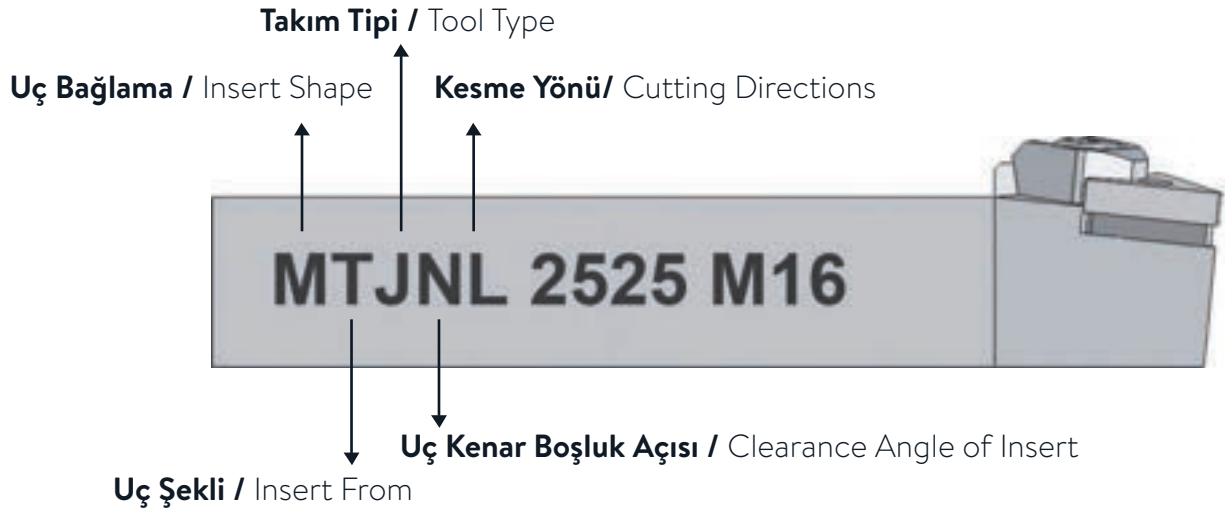 Takım Tipi / Tool Type
Uç Bağlama / Insert Shape
Kesme Yönü/ Cutting Directions
MTJNL 2525 M16
Uç Kenar Boşluk Açısı / Clearance Angle of Insert
Uç Şekli / Insert From